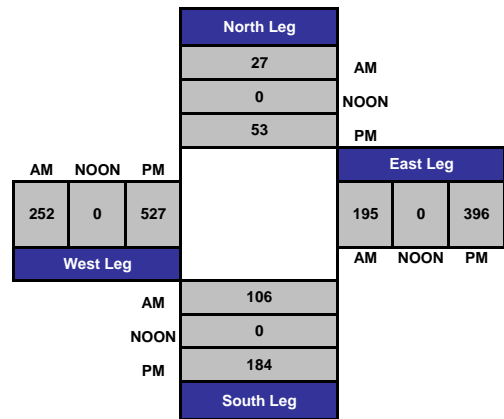 North Leg
27
AM
0
NOON
53
PM
AM NOON PM
East Leg
252 0 527
195 0 396
West Leg
AM NOON PM
AM
106
NOON
0
PM
184
South Leg